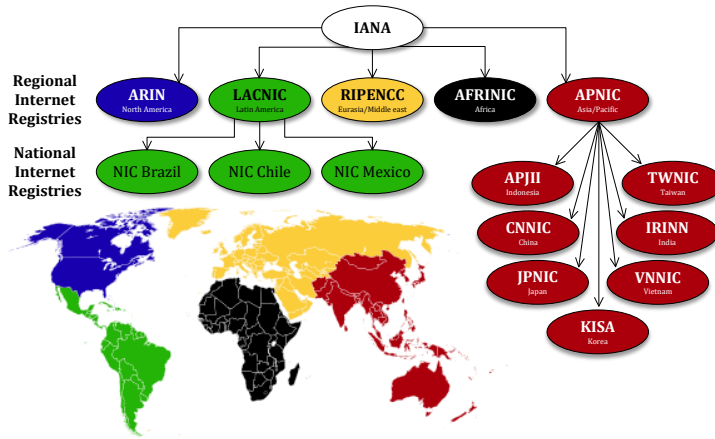 IANA
Regional
Internet
Registries
ARIN
North America
LACNIC
Latin America
RIPENCC
Eurasia/Middle east
AFRINIC
Africa
APNIC
Asia/Pacific
National
Internet
Registries
NIC Brazil
NIC Chile
NIC Mexico
APJII
Indonesia
TWNIC
Taiwan
CNNIC
China
IRINN
India
JPNIC
Japan
VNNIC
Vietnam
KISA
Korea